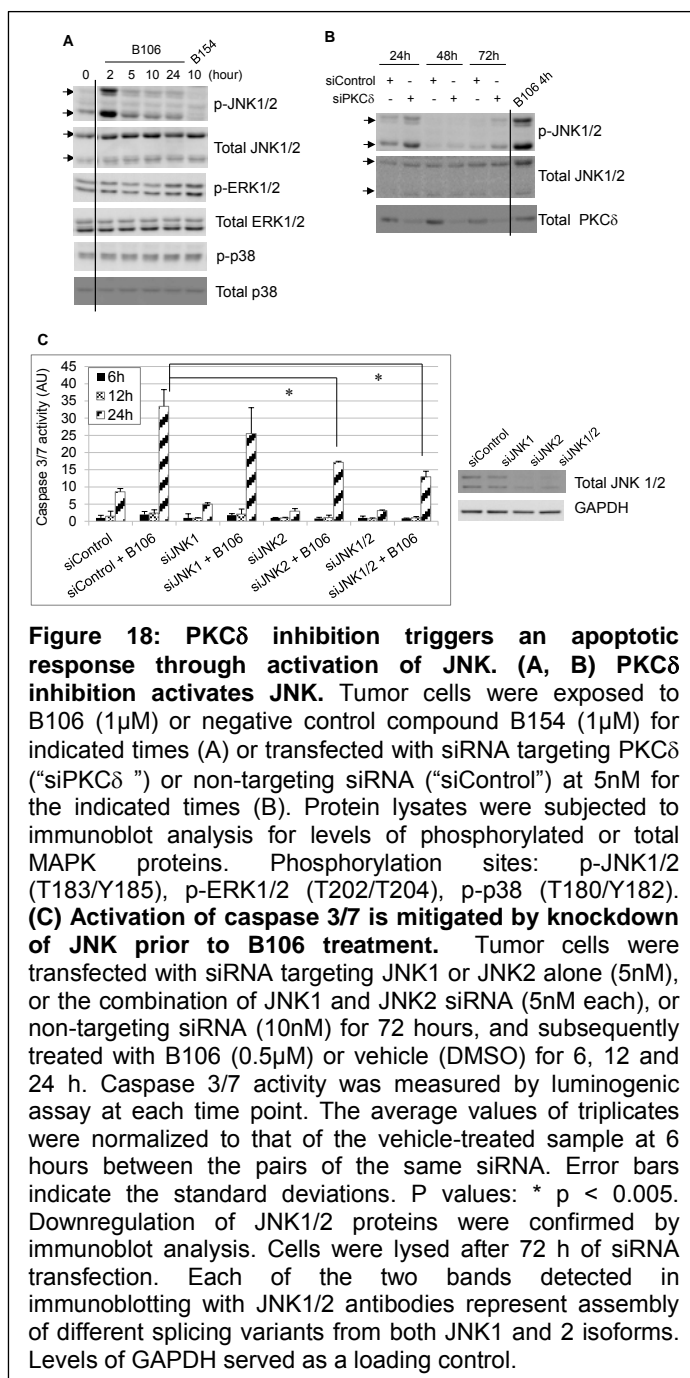 A
B106
B154
0 2 5 10 24 10 (hour)
p-JNK1/2
Total JNK1/2
p-ERK1/2
Total ERK1/2
p-p38
Total p38
B
24h 48h 72h
B106 4h
siControl + - + - + -
siPKCδ - + - + - +
p-JNK1/2
Total JNK1/2
Total PKCδ
C
Caspase 3/7 activity (AU)
45
40
35
30
25
20
15
10
5
0
6h
12h
24h
*
*
siControl
siControl + B106
siJNK1
siJNK1 + B106
siJNK2
siJNK2 + B106
siJNK1/2
siJNK1/2 + B106
siControl
siJNK1
siJNK2
siJNK1/2
Total JNK 1/2
GAPDH
Figure 18: PKCδ inhibition triggers an apoptotic
response through activation of JNK. (A, B) PKCδ
inhibition activates JNK. Tumor cells were exposed to
B106 (1µM) or negative control compound B154 (1µM) for
indicated times (A) or transfected with siRNA targeting PKCδ
(“siPKCδ ”) or non-targeting siRNA (“siControl”) at 5nM for
the indicated times (B). Protein lysates were subjected to
immunoblot analysis for levels of phosphorylated or total
MAPK proteins. Phosphorylation sites: p-JNK1/2
(T183/Y185), p-ERK1/2 (T202/T204), p-p38 (T180/Y182).
(C) Activation of caspase 3/7 is mitigated by knockdown
of JNK prior to B106 treatment. Tumor cells were
transfected with siRNA targeting JNK1 or JNK2 alone (5nM),
or the combination of JNK1 and JNK2 siRNA (5nM each), or
non-targeting siRNA (10nM) for 72 hours, and subsequently
treated with B106 (0.5µM) or vehicle (DMSO) for 6, 12 and
24 h. Caspase 3/7 activity was measured by luminogenic
assay at each time point. The average values of triplicates
were normalized to that of the vehicle-treated sample at 6
hours between the pairs of the same siRNA. Error bars
indicate the standard deviations. P values: * p < 0.005.
Downregulation of JNK1/2 proteins were confirmed by
immunoblot analysis. Cells were lysed after 72 h of siRNA
transfection. Each of the two bands detected in
immunoblotting with JNK1/2 antibodies represent assembly
of different splicing variants from both JNK1 and 2 isoforms.
Levels of GAPDH served as a loading control.